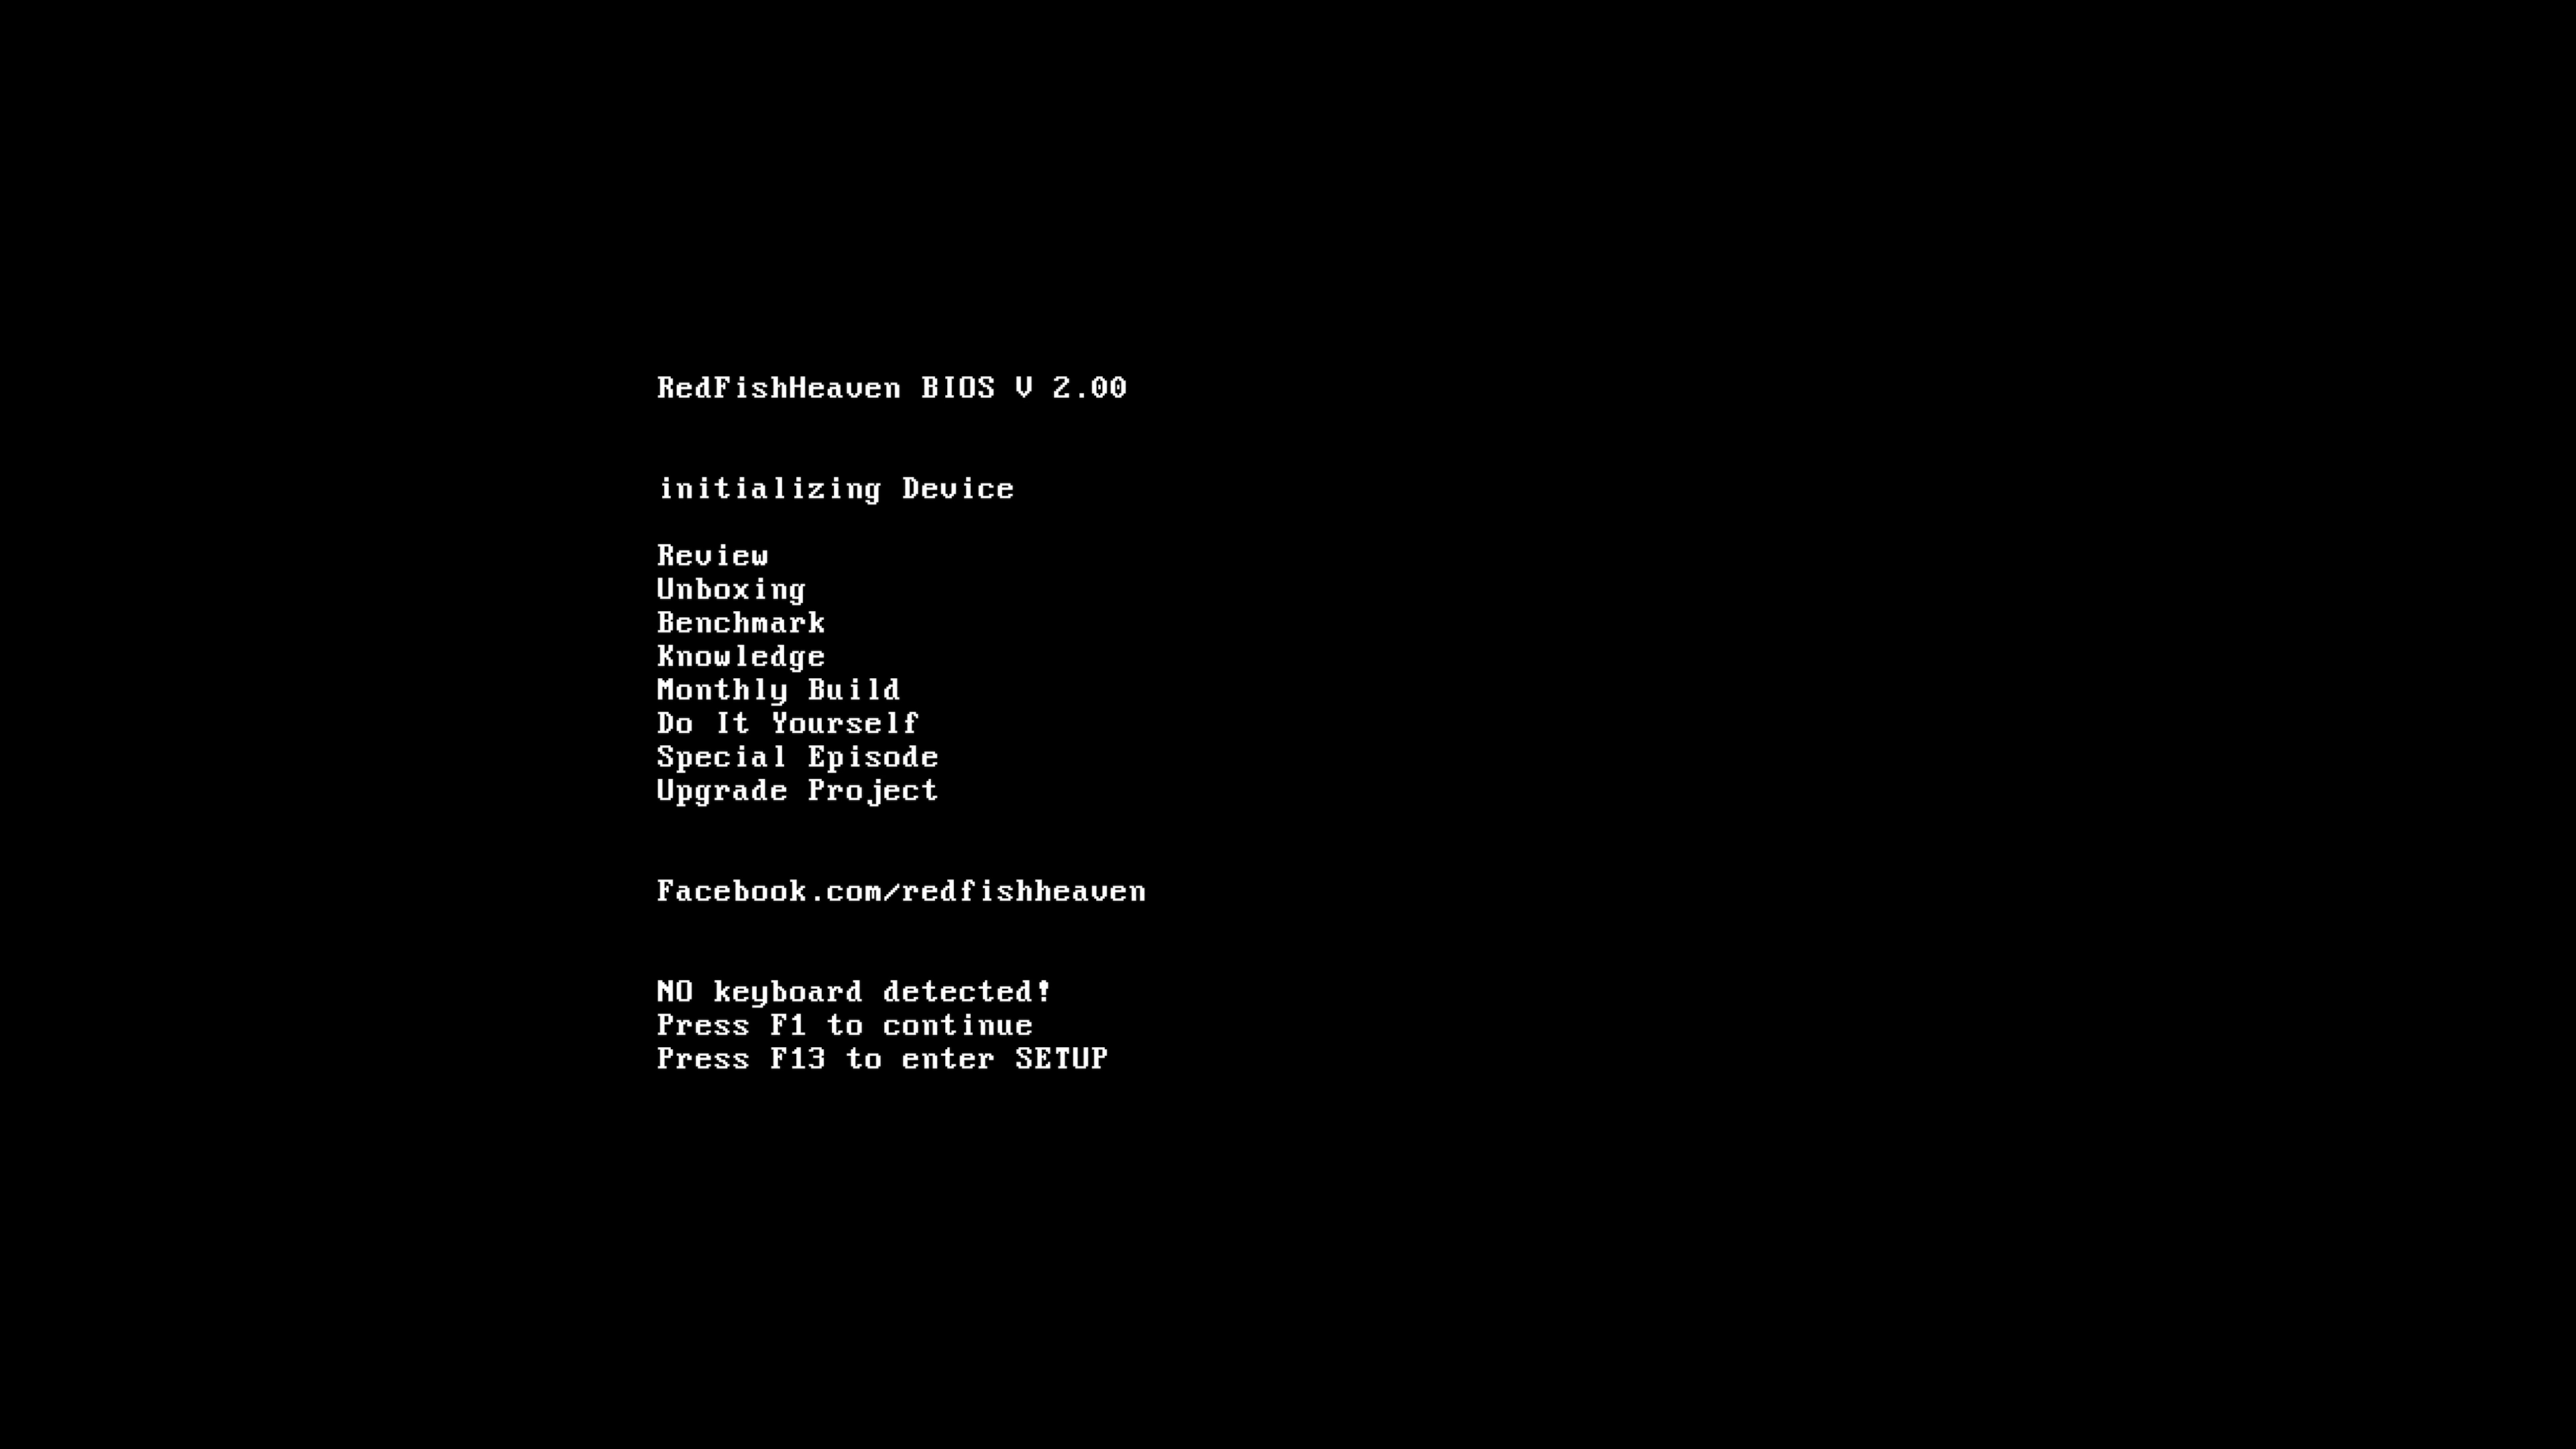 RedFishHeaven BIOS V 2.00
initializing Device
Review
Unboxing
Benchmark
Knowledge
Monthly Build
Do It Yourself
Special Episode
Upgrade Project
Facebook.com/redfishheaven
NO keyboard detected!
Press F1 to continue
Press F13 to enter SETUP